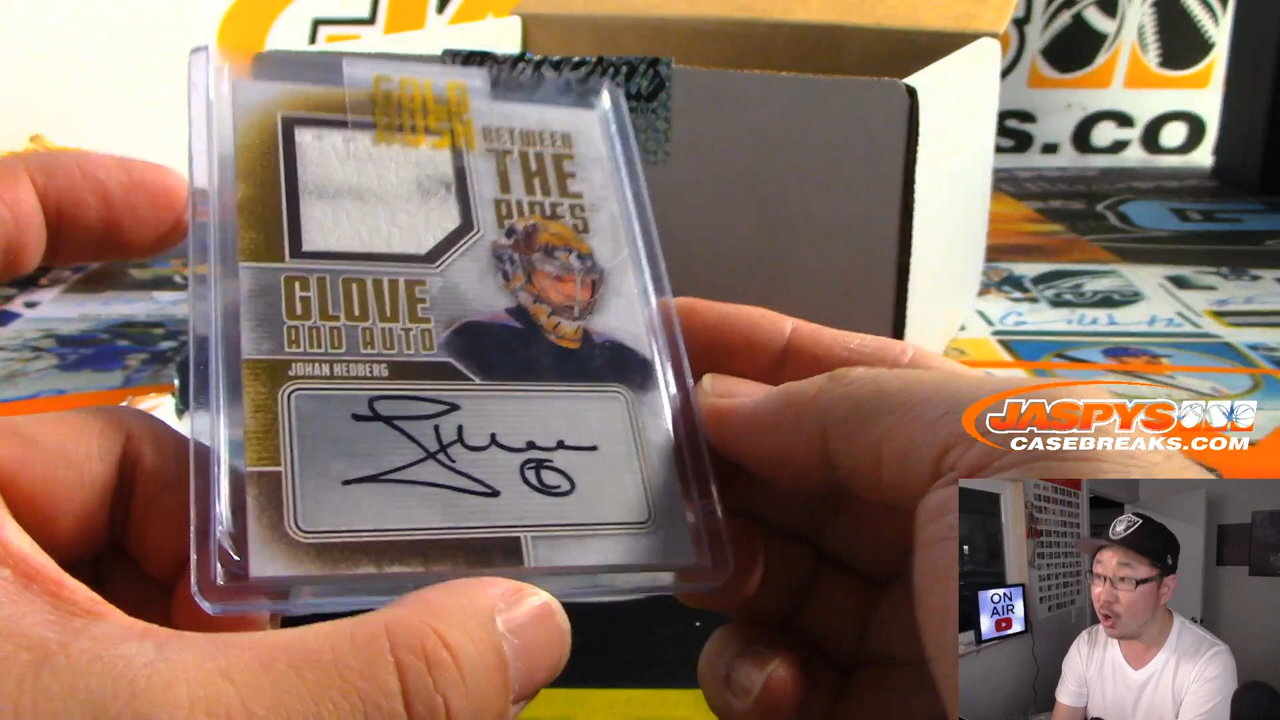 GOLD
RUSH
BETWEEN
THE
PIPES
GLOVE
AND AUTO
JOHAN HEDBERG
S.CO
JASPYS
CASEBREAKS.COM
ON
AIR